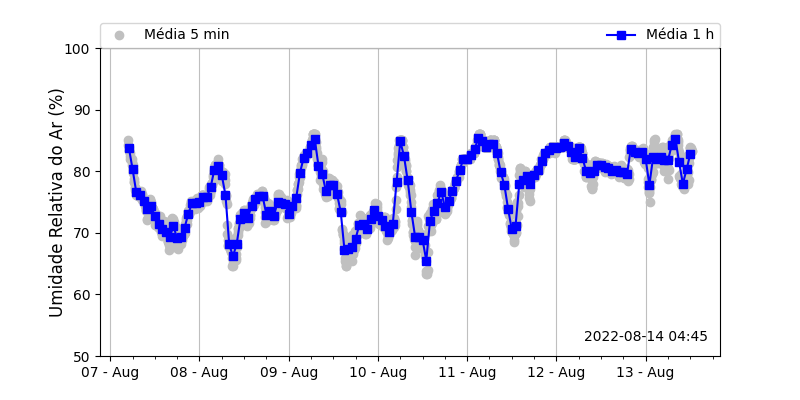 Média 5 min
Média 1 h
100
90
80
70
60
50
Umidade Relativa do Ar (%)
2022-08-14 04:45
07 - Aug
08 - Aug
09 - Aug
10 - Aug
11 - Aug
12 - Aug
13 - Aug